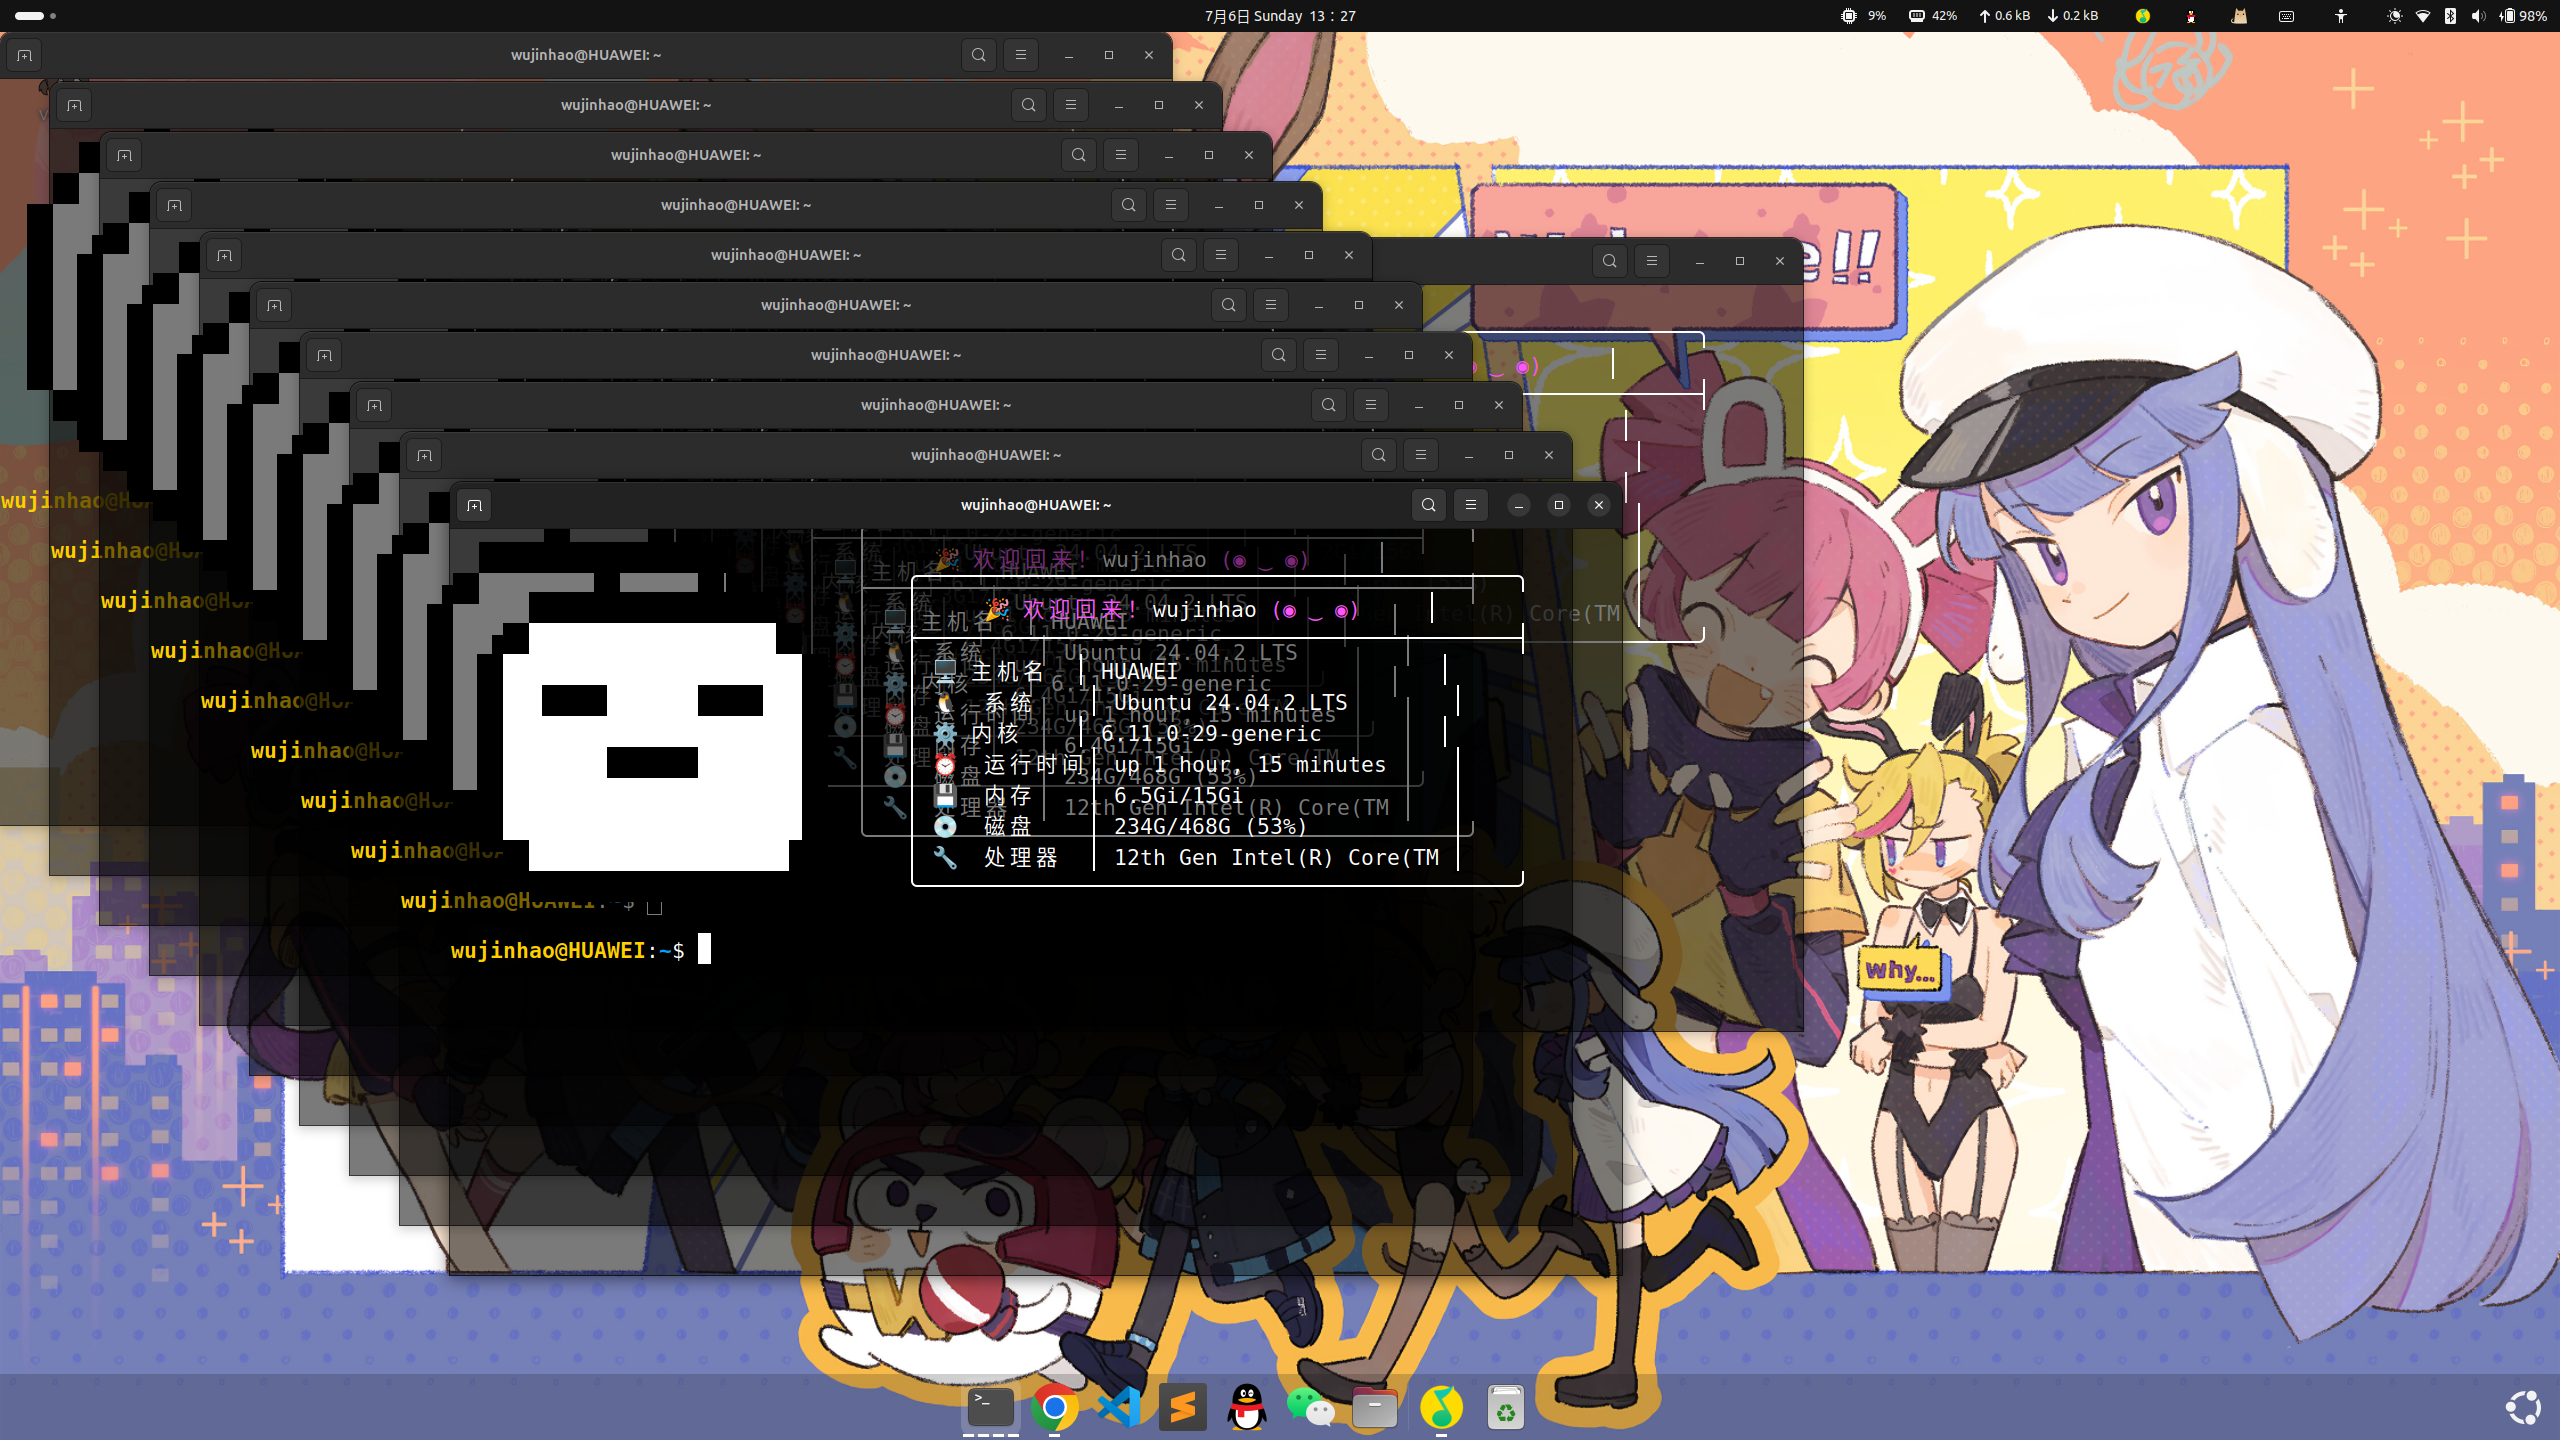 7月6日 Sunday 13：27
9%
42%
0.6 kB
0.2 kB
98%
wujinhao@HUAWEI: ~
wujinhao@HUAWEI: ~
wujinhao@HUAWEI: ~
wujinhao@HUAWEI: ~
wujinhao@HUAWEI: ~
wujinhao@HUAWEI: ~
wujinhao@HUAWEI: ~
wujinhao@HUAWEI: ~
wujinhao@HUAWEI: ~
wujinhao@HUAWEI: ~
欢迎回来! wujinhao (◉ ‿ ◉)
欢迎回来! wujinhao (◉ ‿ ◉)
主机名 HUAWEI
系统 Ubuntu 24.04.2 LTS
内核 6.11.0-29-generic
运行时间 up 1 hour, 15 minutes
内存 6.5Gi/15Gi
磁盘 234G/468G (53%)
处理器 12th Gen Intel(R) Core(TM
wujinhao@HUAWEI:~$
why...